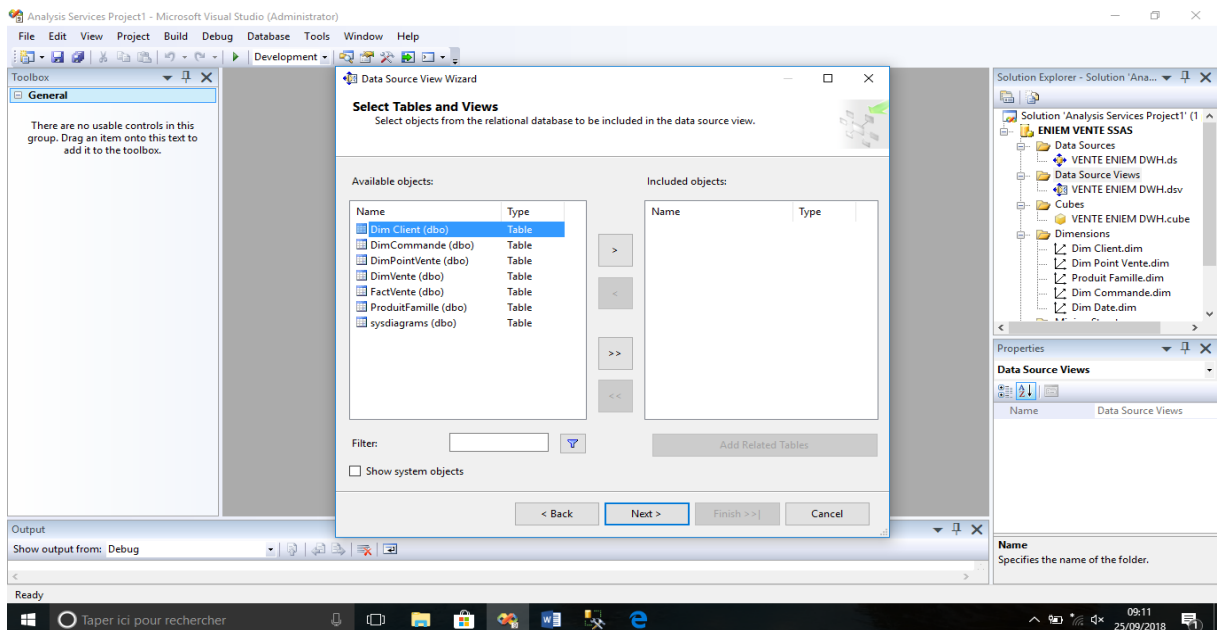 Analysis Services Project1 - Microsoft Visual Studio (Administrator)
File Edit View Project Build Debug Database Tools Window Help
Development
Toolbox
General
There are no usable controls in this
group. Drag an item onto this text to
add it to the toolbox.
Data Source View Wizard
Select Tables and Views
Select objects from the relational database to be included in the data source view.
Available objects:
Included objects:
Name Type
Dim Client (dbo) Table
DimCommande (dbo) Table
DimPointVente (dbo) Table
DimVente (dbo) Table
FactVente (dbo) Table
ProduitFamille (dbo) Table
sysdiagrams (dbo) Table
>
<
>>
<<
Name Type
Filter:
Add Related Tables
Show system objects
< Back Next > Finish >>| Cancel
Solution Explorer - Solution 'Ana...
Solution 'Analysis Services Project1' (1
ENIEM VENTE SSAS
Data Sources
VENTE ENIEM DWH.ds
Data Source Views
VENTE ENIEM DWH.dsv
Cubes
VENTE ENIEM DWH.cube
Dimensions
Dim Client.dim
Dim Point Vente.dim
Produit Famille.dim
Dim Commande.dim
Dim Date.dim
Properties
Data Source Views
Name Data Source Views
Name
Specifies the name of the folder.
Output
Show output from: Debug
Ready
Taper ici pour rechercher
09:11
25/09/2018